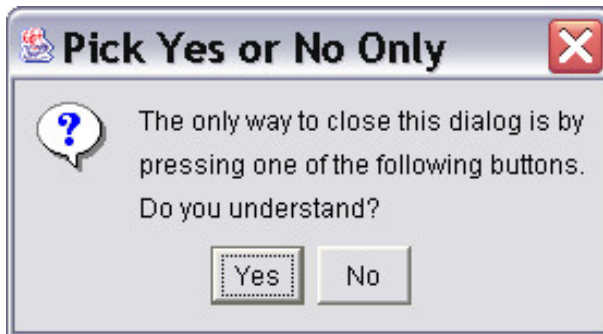 Pick Yes or No Only
The only way to close this dialog is by
pressing one of the following buttons.
Do you understand?
Yes No